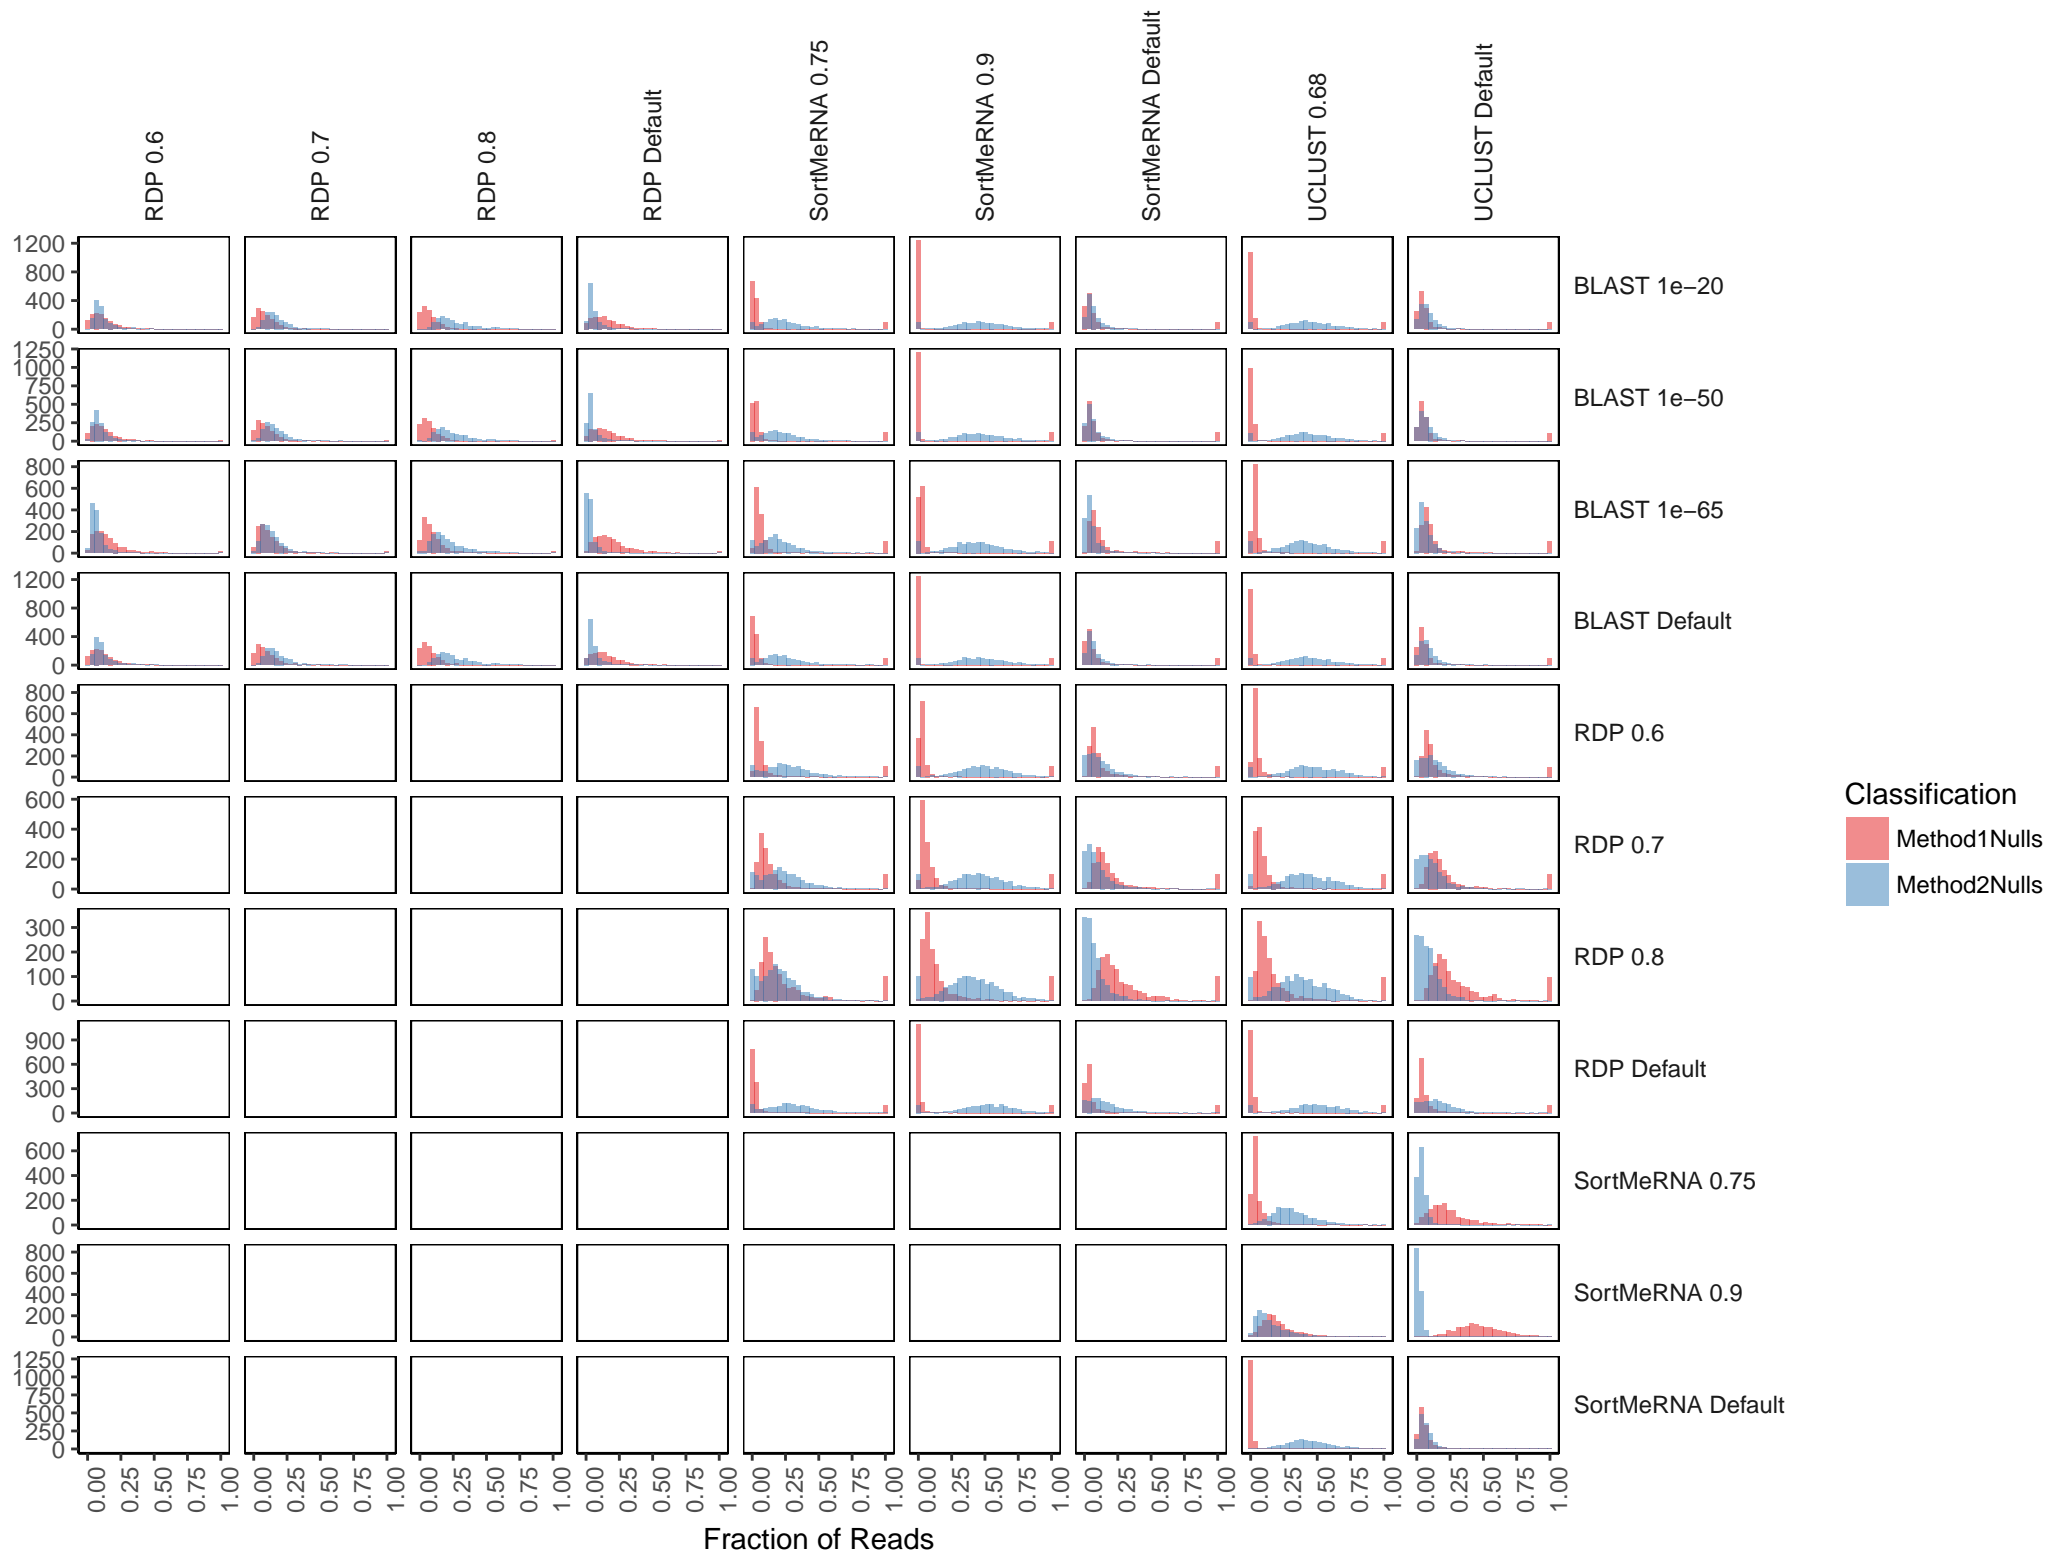 RDP 0.6
RDP 0.7
RDP 0.8
RDP Default
SortMeRNA 0.75
SortMeRNA 0.9
SortMeRNA Default
UCLUST 0.68
UCLUST Default
1200
800
400
0
BLAST 1e−20
1250
1000
750
500
250
0
BLAST 1e−50
800
600
400
200
0
BLAST 1e−65
1200
800
400
0
BLAST Default
800
600
400
200
0
RDP 0.6
600
400
200
0
RDP 0.7
300
200
100
0
RDP 0.8
900
600
300
0
RDP Default
600
400
200
0
SortMeRNA 0.75
800
600
400
200
0
SortMeRNA 0.9
1250
1000
750
500
250
0
SortMeRNA Default
0.00 0.25 0.50 0.75 1.00 0.00 0.25 0.50 0.75 1.00 0.00 0.25 0.50 0.75 1.00 0.00 0.25 0.50 0.75 1.00 0.00 0.25 0.50 0.75 1.00 0.00 0.25 0.50 0.75 1.00 0.00 0.25 0.50 0.75 1.00 0.00 0.25 0.50 0.75 1.00 0.00 0.25 0.50 0.75 1.00
Fraction of Reads
Classification
Method1Nulls
Method2Nulls